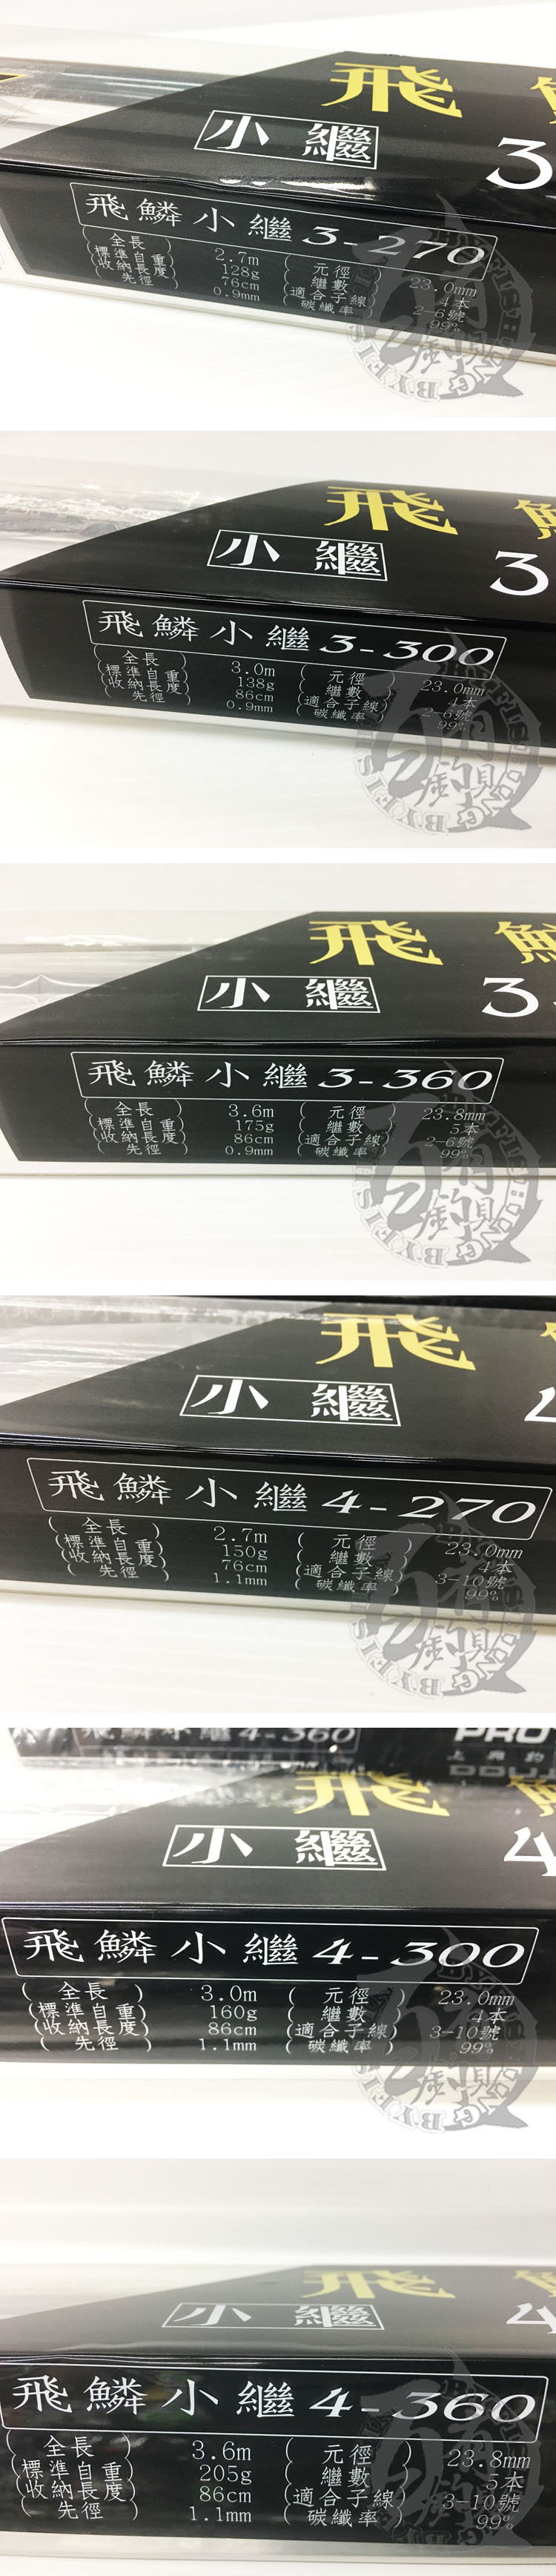 飛
小 繼
3
飛鱗小繼 3-270
(全長) 2.7m (元徑) 23.0mm
(標準自重) 128g (繼數) 4本
(收納長度) 76cm (適合子線) 2-6號
(先徑) 0.9mm (碳纖率) 99%
飛
小 繼
3
飛鱗小繼 3-300
(全長) 3.0m (元徑) 23.0mm
(標準自重) 138g (繼數) 4本
(收納長度) 86cm (適合子線) 2-6號
(先徑) 0.9mm (碳纖率) 99%
飛
小 繼
3
飛鱗小繼 3-360
(全長) 3.6m (元徑) 23.8mm
(標準自重) 175g (繼數) 5本
(收納長度) 86cm (適合子線) 2-6號
(先徑) 0.9mm (碳纖率) 99%
飛
小 繼
飛鱗小繼 4-270
(全長) 2.7m (元徑) 23.0mm
(標準自重) 150g (繼數) 4本
(收納長度) 76cm (適合子線) 3-10號
(先徑) 1.1mm (碳纖率) 99%
飛鱗小繼 4-360
PRO
飛
小 繼
4
飛鱗小繼 4-300
(全長) 3.0m (元徑) 23.0mm
(標準自重) 160g (繼數) 4本
(收納長度) 86cm (適合子線) 3-10號
(先徑) 1.1mm (碳纖率) 99%
飛
小 繼
4
飛鱗小繼 4-360
(全長) 3.6m (元徑) 23.8mm
(標準自重) 205g (繼數) 5本
(收納長度) 86cm (適合子線) 3-10號
(先徑) 1.1mm (碳纖率) 99%